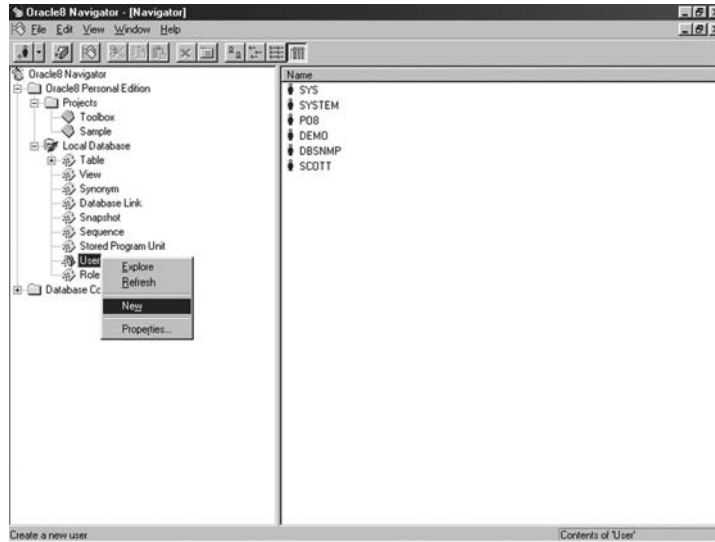 Oracle8 Navigator - [Navigator]
File Edit View Window Help
Oracle8 Navigator
Oracle8 Personal Edition
Projects
Toolbox
Sample
Local Database
Table
View
Synonym
Database Link
Snapshot
Sequence
Stored Program Unit
User
Role
Database Cc
Explore
Refresh
New
Properties...
Name
SYS
SYSTEM
PO8
DEMO
DBSNMP
SCOTT
Create a new user
Contents of 'User'